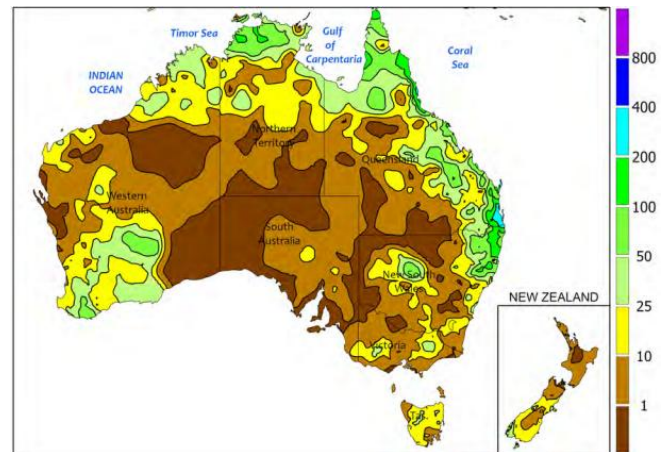 Timor Sea
Gulf
of
Carpentaria
Coral
Sea
INDIAN
OCEAN
Northern
Territory
Queensland
Western
Australia
South
Australia
New South
Wales
Victoria
Tas.
NEW ZEALAND
800
400
200
100
50
25
10
1